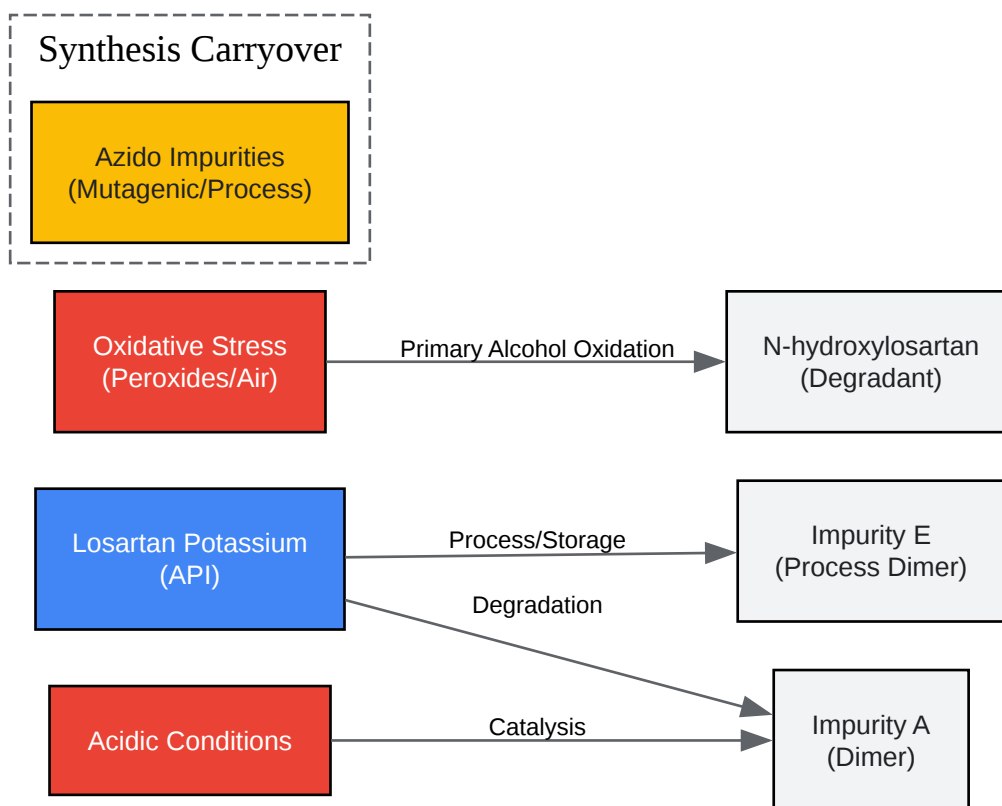 Synthesis Carryover
Azido Impurities
(Mutagenic/Process)
Oxidative Stress
(Peroxides/Air)
Primary Alcohol Oxidation
N-hydroxylosartan
(Degradant)
Losartan Potassium
(API)
Process/Storage
Impurity E
(Process Dimer)
Degradation
Acidic Conditions
Catalysis
Impurity A
(Dimer)